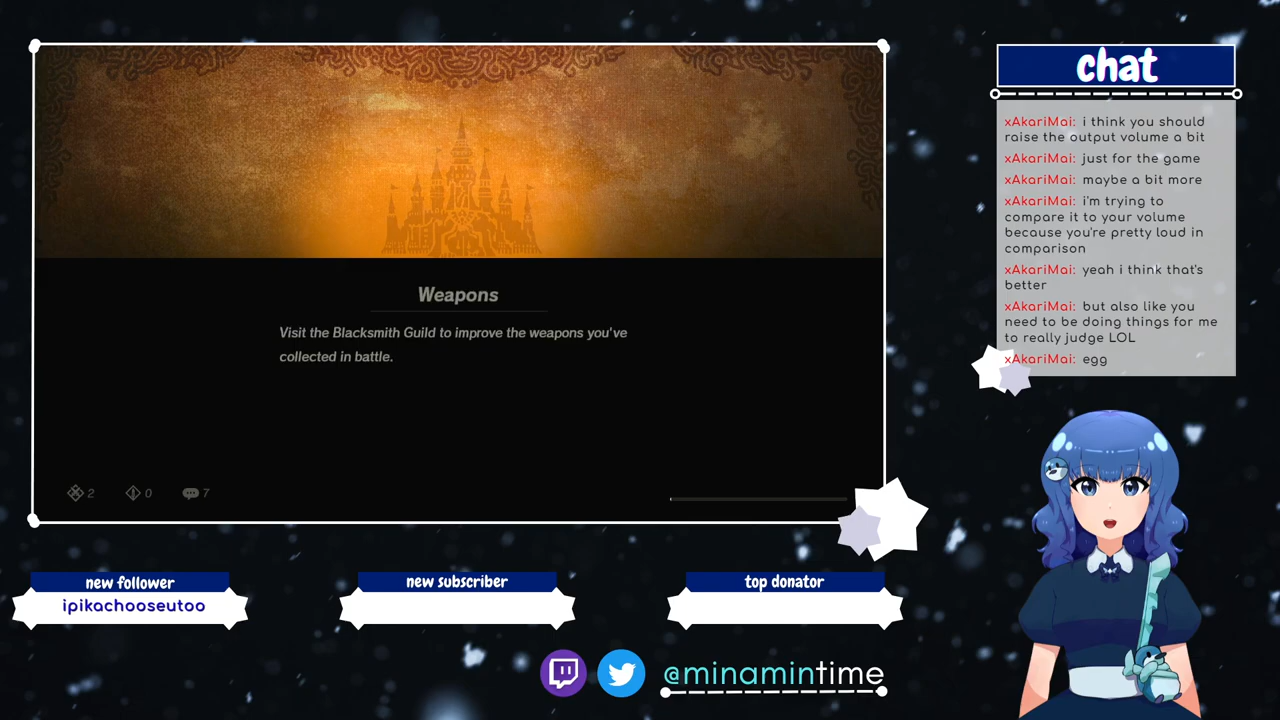 Weapons
Visit the Blacksmith Guild to improve the weapons you've
collected in battle.
2
0
7
chat
xAkariMai: i think you should
raise the output volume a bit
xAkariMai: just for the game
xAkariMai: maybe a bit more
xAkariMai: i'm trying to
compare it to your volume
because you're pretty loud in
comparison
xAkariMai: yeah i think that's
better
xAkariMai: but also like you
need to be doing things for me
to really judge LOL
xAkariMai: egg
new follower
ipikachooseutoo
new subscriber
top donator
@minamintime